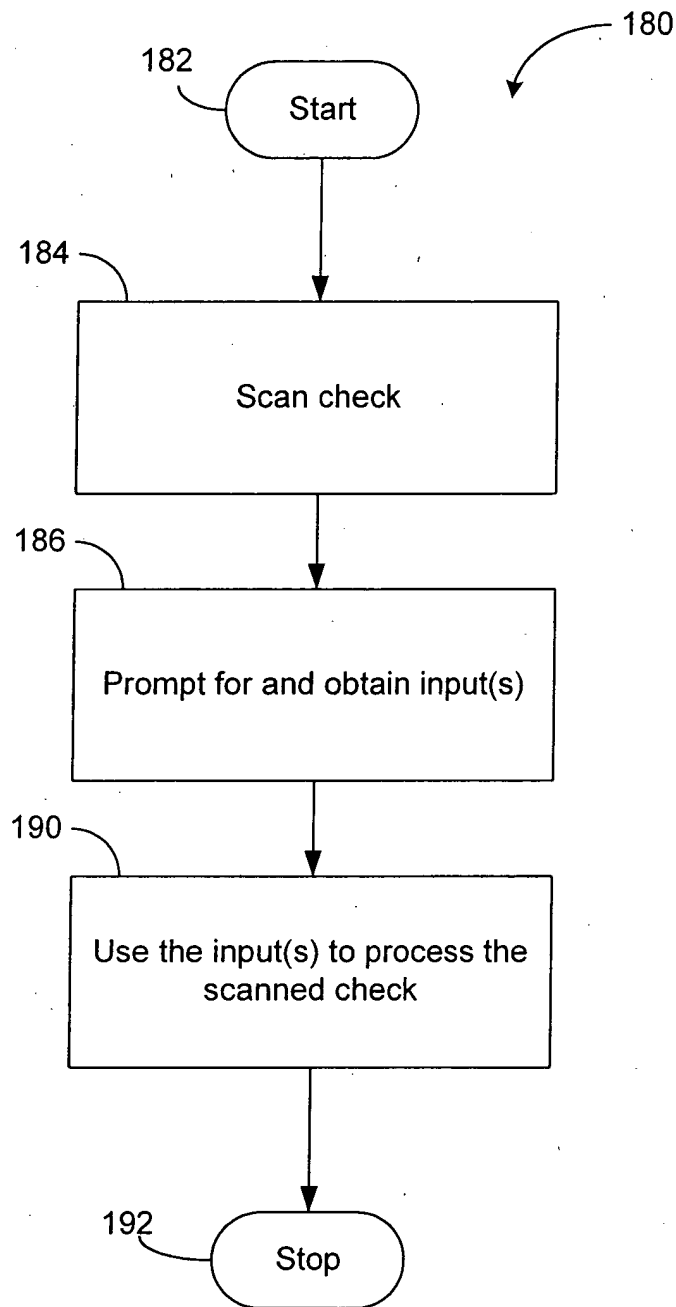 180
182
Start
184
Scan check
186
Prompt for and obtain input(s)
190
Use the input(s) to process the
scanned check
192
Stop